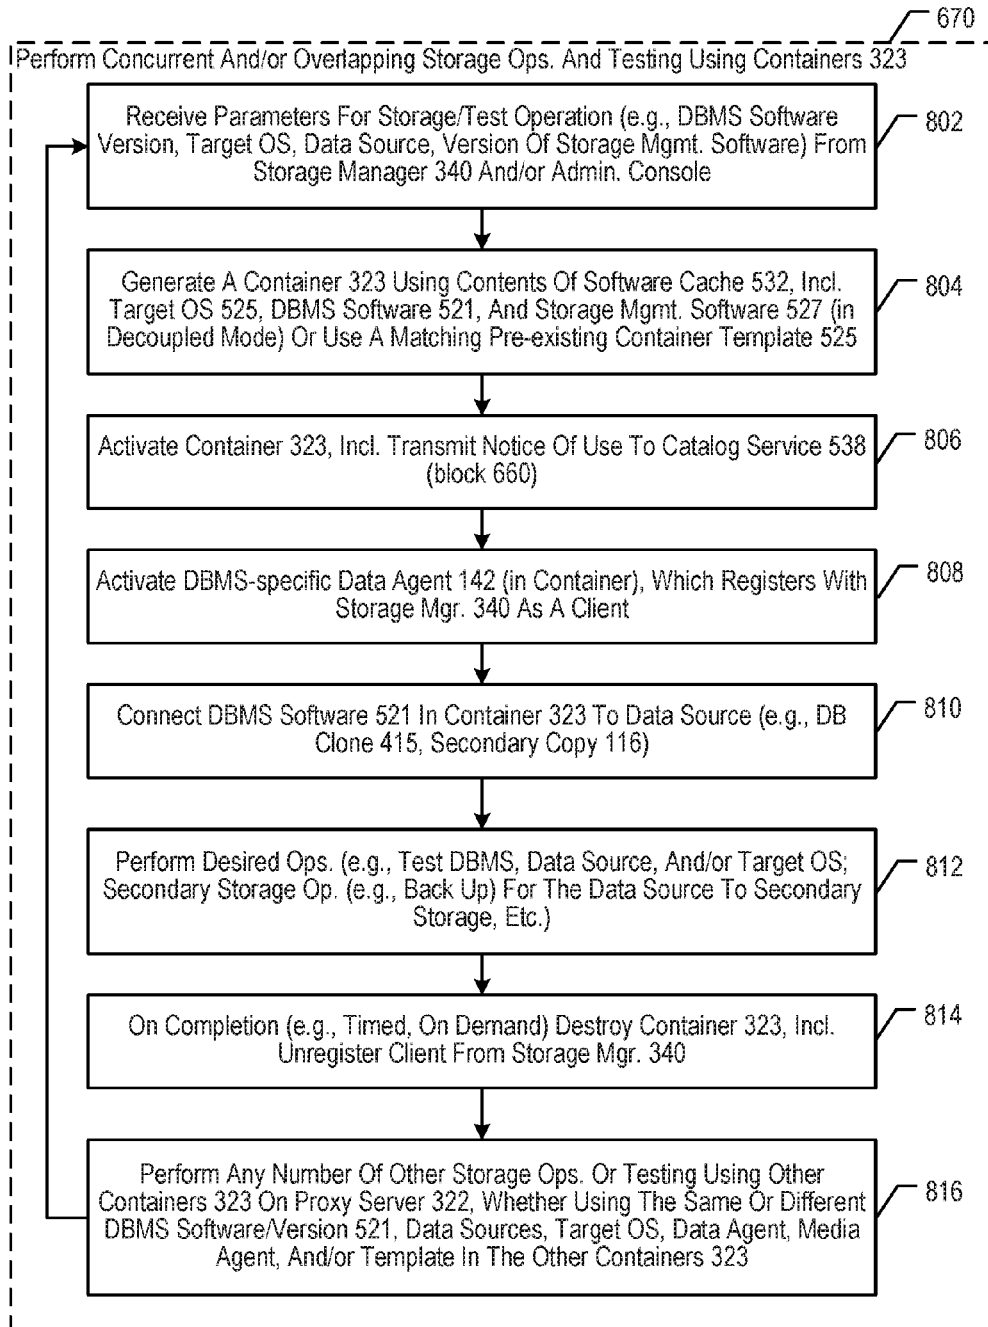 670
Perform Concurrent And/or Overlapping Storage Ops. And Testing Using Containers 323
Receive Parameters For Storage/Test Operation (e.g., DBMS Software
Version, Target OS, Data Source, Version Of Storage Mgmt. Software) From
Storage Manager 340 And/or Admin. Console
802
Generate A Container 323 Using Contents Of Software Cache 532, Incl.
Target OS 525, DBMS Software 521, And Storage Mgmt. Software 527 (in
Decoupled Mode) Or Use A Matching Pre-existing Container Template 525
804
Activate Container 323, Incl. Transmit Notice Of Use To Catalog Service 538
(block 660)
806
Activate DBMS-specific Data Agent 142 (in Container), Which Registers With
Storage Mgr. 340 As A Client
808
Connect DBMS Software 521 In Container 323 To Data Source (e.g., DB
Clone 415, Secondary Copy 116)
810
Perform Desired Ops. (e.g., Test DBMS, Data Source, And/or Target OS;
Secondary Storage Op. (e.g., Back Up) For The Data Source To Secondary
Storage, Etc.)
812
On Completion (e.g., Timed, On Demand) Destroy Container 323, Incl.
Unregister Client From Storage Mgr. 340
814
Perform Any Number Of Other Storage Ops. Or Testing Using Other
Containers 323 On Proxy Server 322, Whether Using The Same Or Different
DBMS Software/Version 521, Data Sources, Target OS, Data Agent, Media
Agent, And/or Template In The Other Containers 323
816